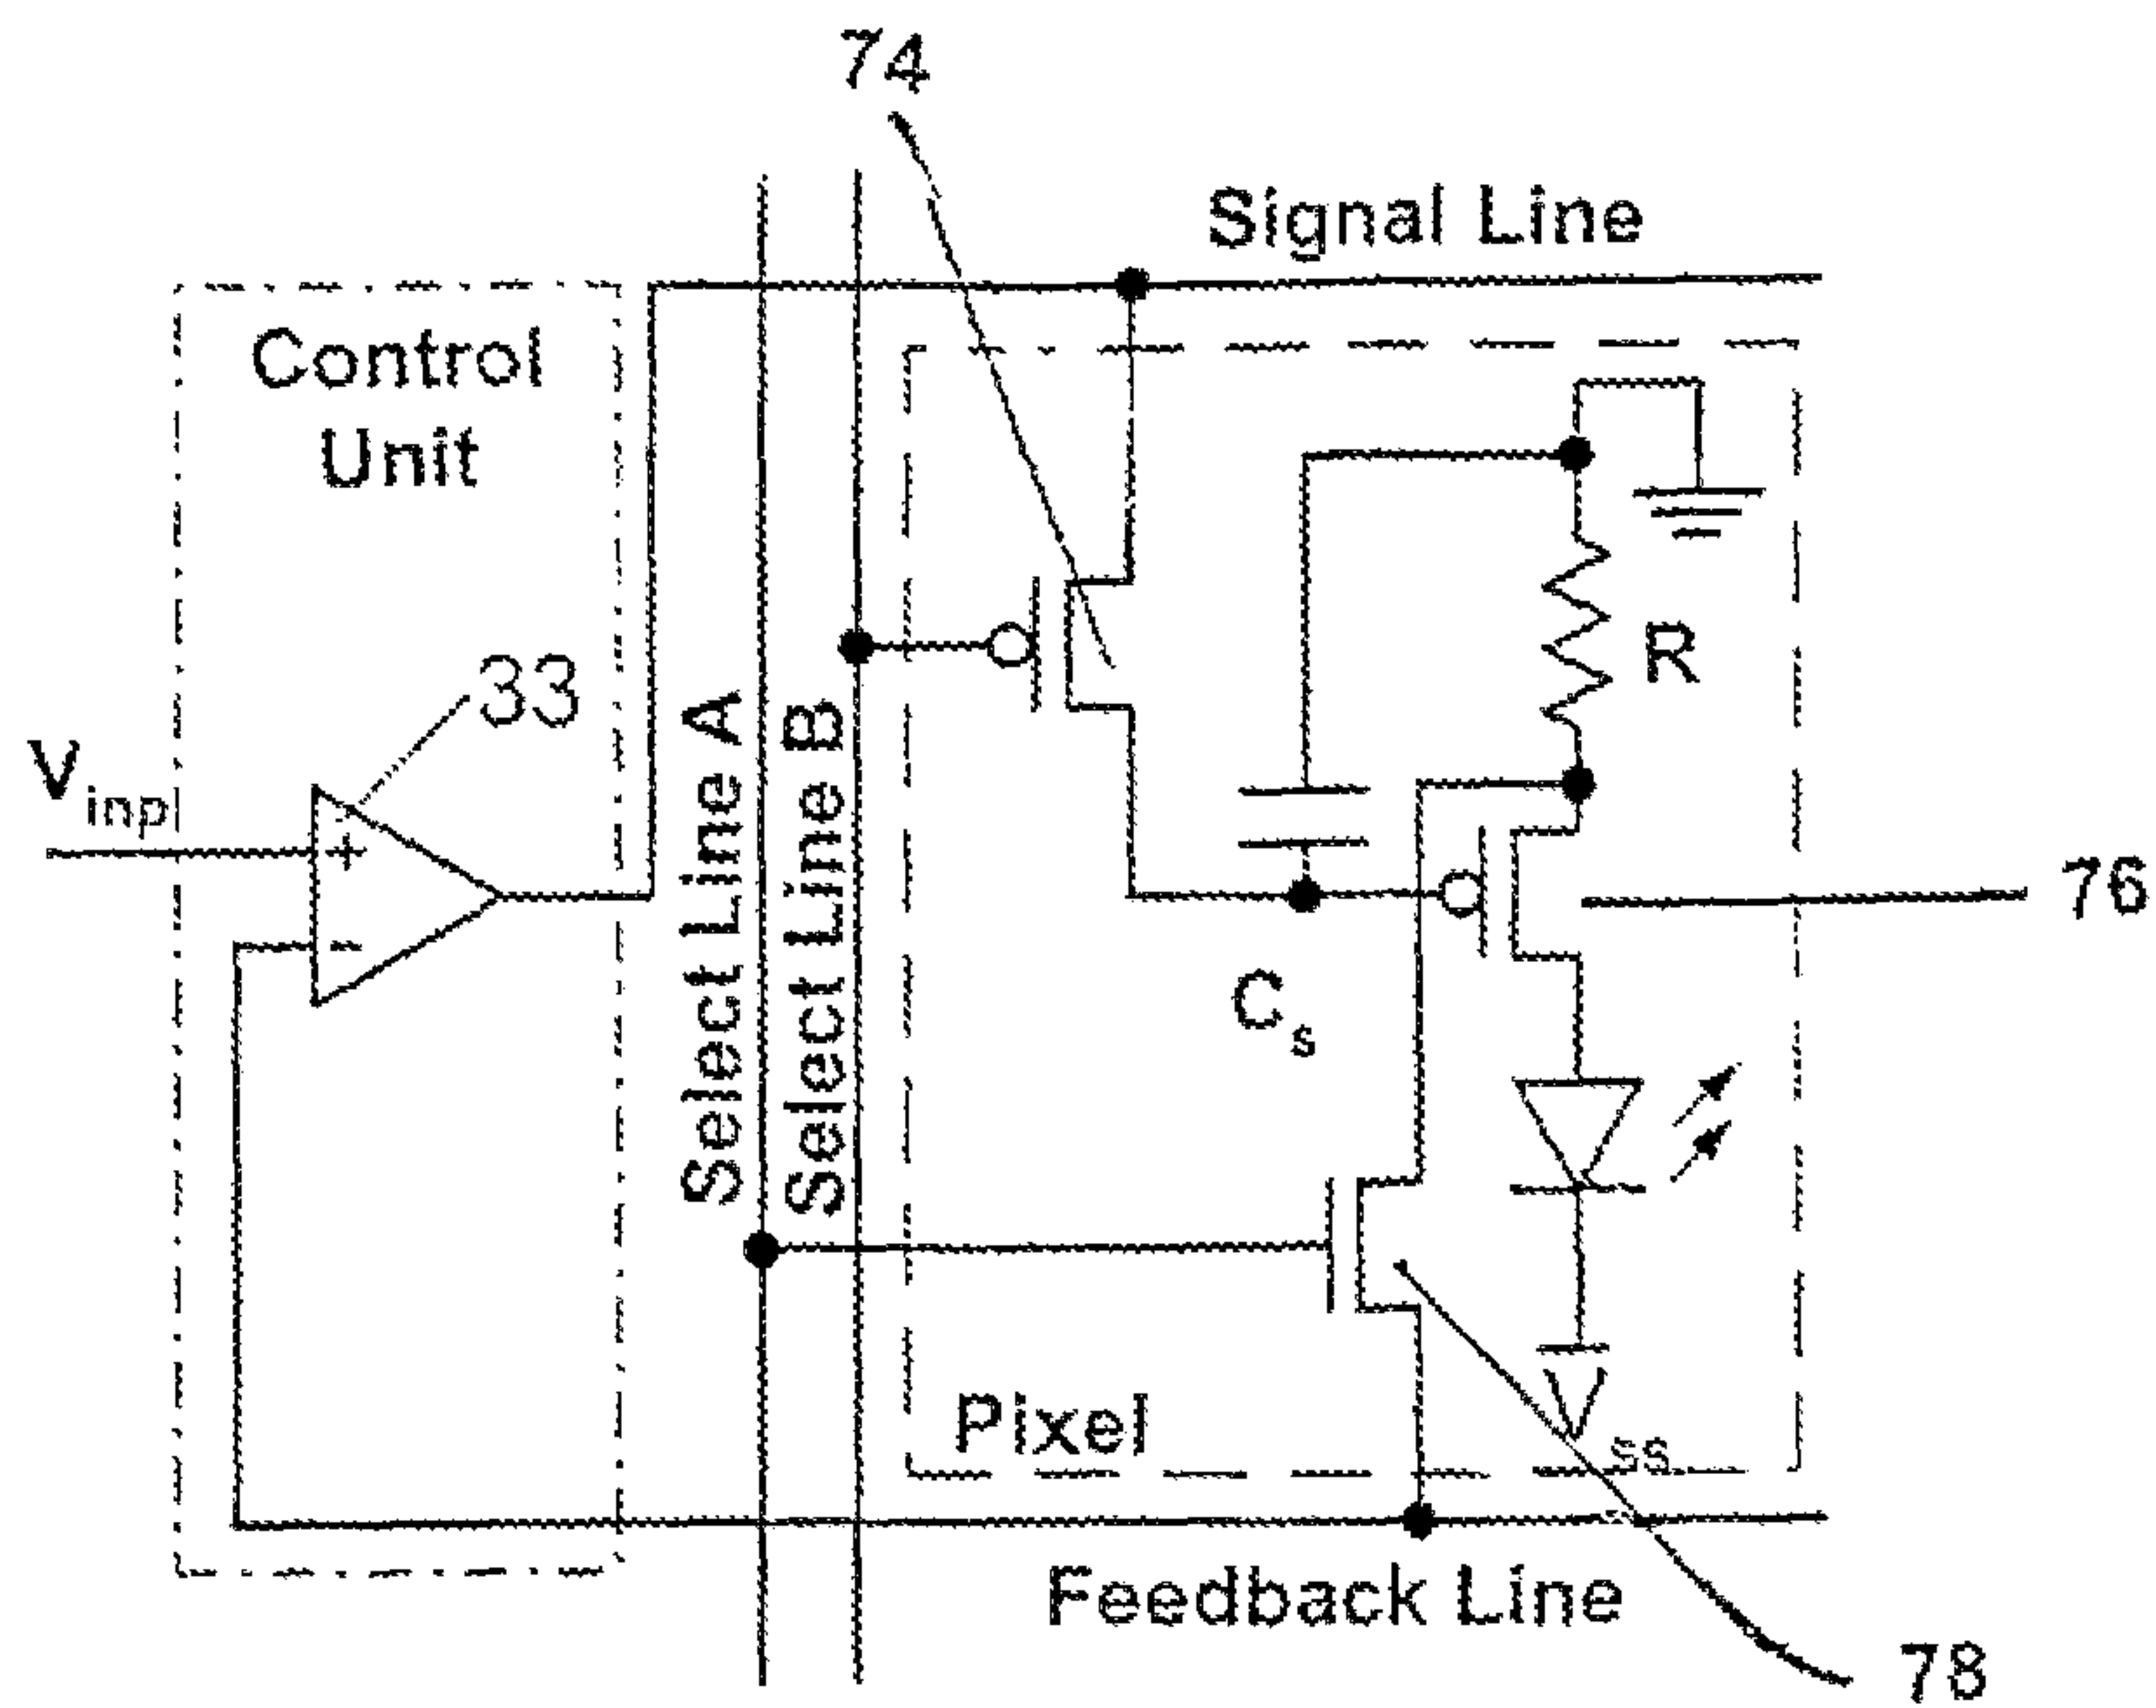 74
Signal Line
Control
Unit
R
33
V inp
+
-
Select Line A
Select Line B
76
C s
Pixel
V ss
Feedback Line
78